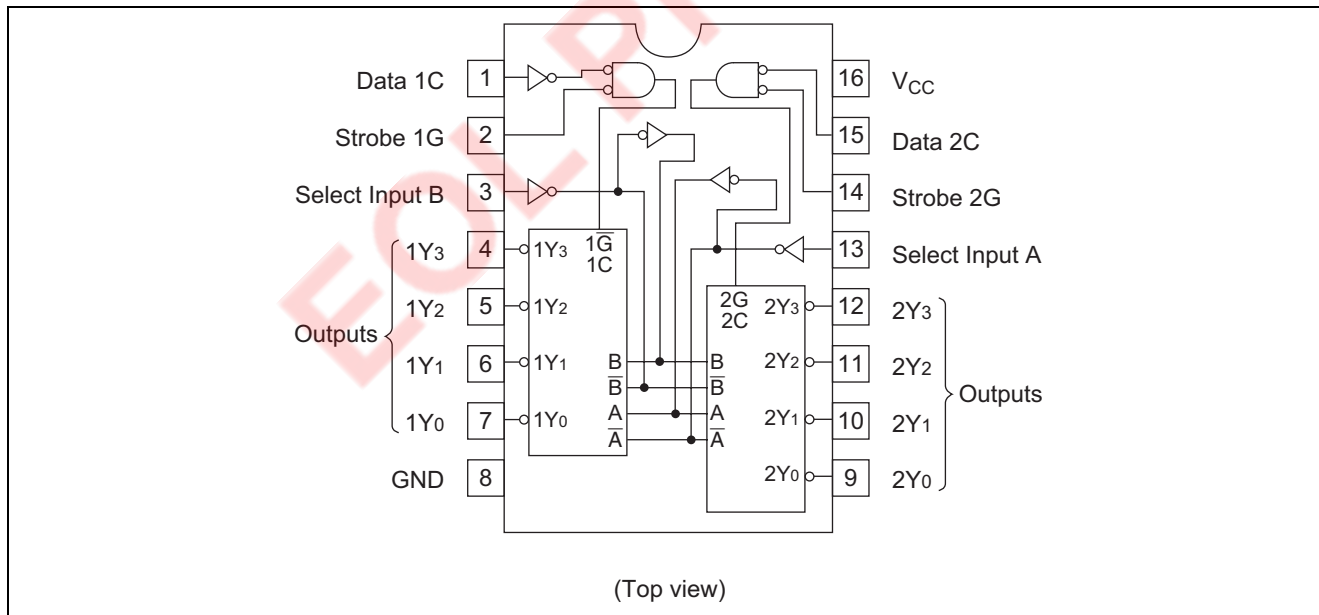 EOL PR
Data 1C 1
Strobe 1G 2
Select Input B 3
1Y3 4
1Y2 5
Outputs
1Y1 6
1Y0 7
GND 8
1Y3
1Y2
1Y1
1Y0
1G̅
1C
B
B̅
A
A̅
2G
2C
B
B̅
A
A̅
2Y3
2Y2
2Y1
2Y0
16 VCC
15 Data 2C
14 Strobe 2G
13 Select Input A
12 2Y3
11 2Y2
Outputs
10 2Y1
9 2Y0
(Top view)